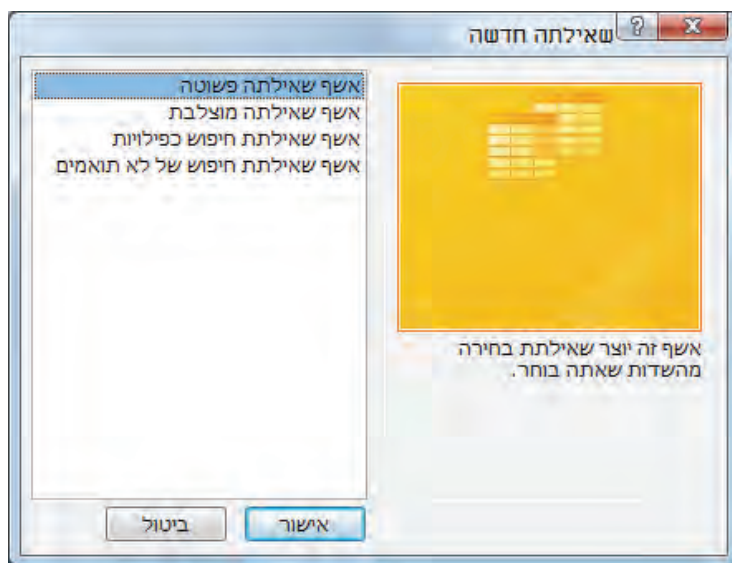 שאילתה חדשה
אשף שאילתה פשוטה
אשף שאילתה מוצלבת
אשף שאילתת חיפוש כפילויות
אשף שאילתת חיפוש של לא תואמים
אשף זה יוצר שאילתת בחירה
מהשדות שאתה בוחר.
אישור
ביטול